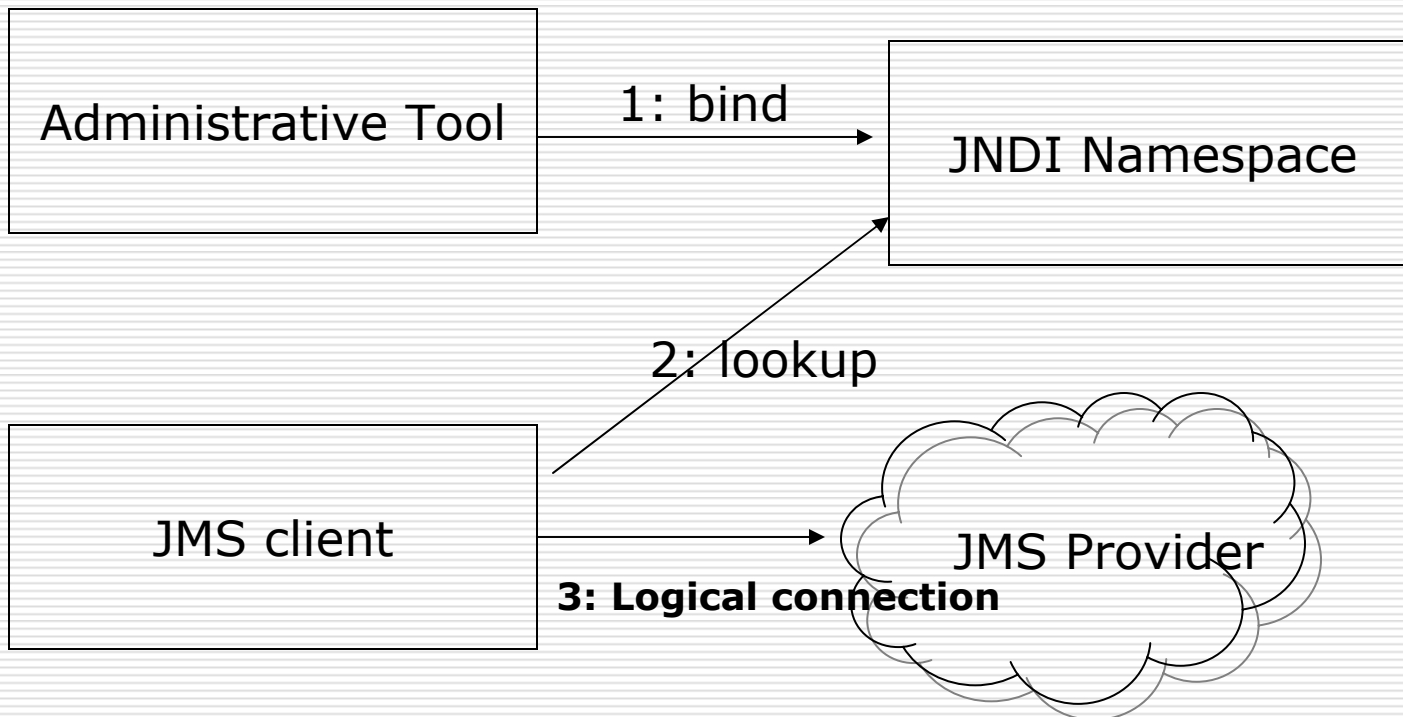 Administrative Tool
1: bind
JNDI Namespace
2: lookup
JMS client
JMS Provider
3: Logical connection